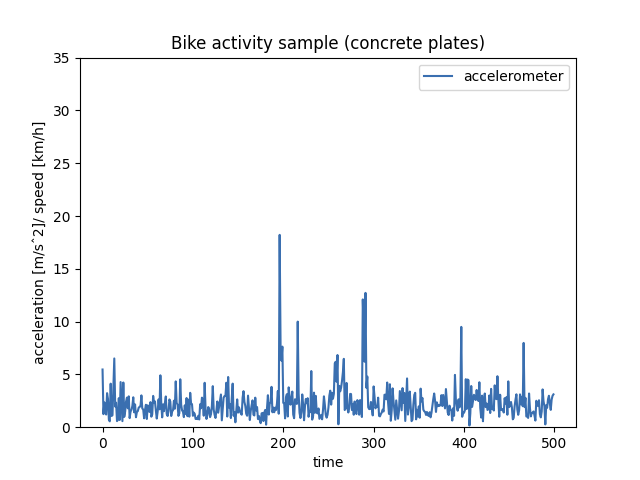 Bike activity sample (concrete plates)
accelerometer
acceleration [m/sˆ2]/ speed [km/h]
35
30
25
20
15
10
5
0
0 100 200 300 400 500
time